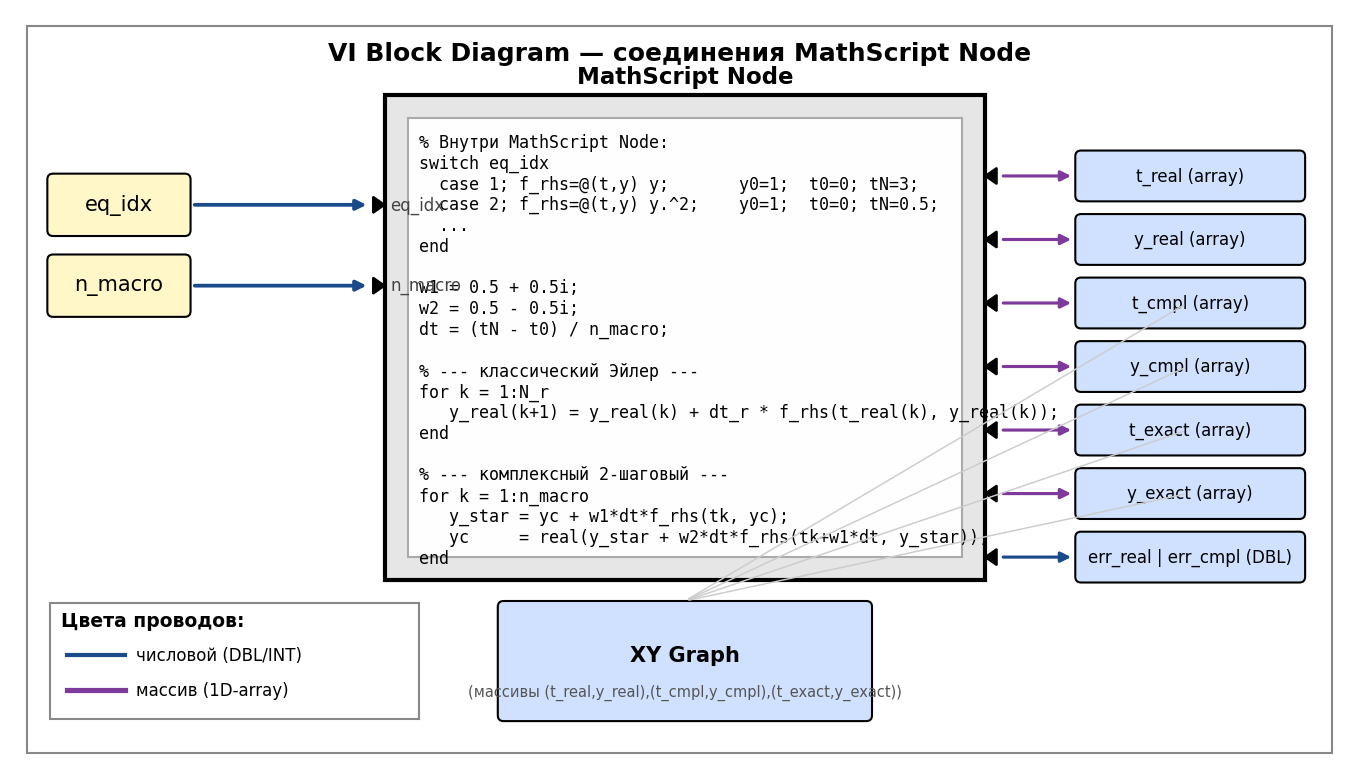 VI Block Diagram — соединения MathScript Node
MathScript Node
eq_idx
n_macro
eq_idx
n_macro
% Внутри MathScript Node:
switch eq_idx
  case 1; f_rhs=@(t,y) y;       y0=1;  t0=0; tN=3;
  case 2; f_rhs=@(t,y) y.^2;    y0=1;  t0=0; tN=0.5;
  ...
end
w1 = 0.5 + 0.5i;
w2 = 0.5 - 0.5i;
dt = (tN - t0) / n_macro;
% --- классический Эйлер ---
for k = 1:N_r
   y_real(k+1) = y_real(k) + dt_r * f_rhs(t_real(k), y_real(k));
end
% --- комплексный 2-шаговый ---
for k = 1:n_macro
   y_star = yc + w1*dt*f_rhs(tk, yc);
   yc     = real(y_star + w2*dt*f_rhs(tk+w1*dt, y_star));
end
t_real (array)
y_real (array)
t_cmpl (array)
y_cmpl (array)
t_exact (array)
y_exact (array)
err_real | err_cmpl (DBL)
Цвета проводов:
числовой (DBL/INT)
массив (1D-array)
XY Graph
(массивы (t_real,y_real),(t_cmpl,y_cmpl),(t_exact,y_exact))